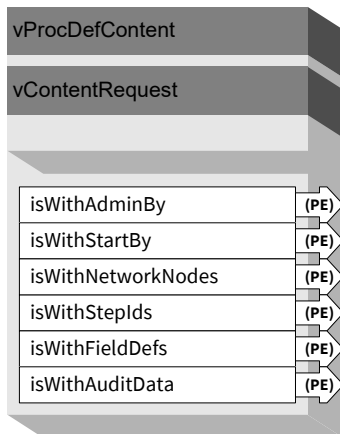 vProcDefContent
vContentRequest
isWithAdminBy (PE)
isWithStartBy (PE)
isWithNetworkNodes (PE)
isWithStepIds (PE)
isWithFieldDefs (PE)
isWithAuditData (PE)